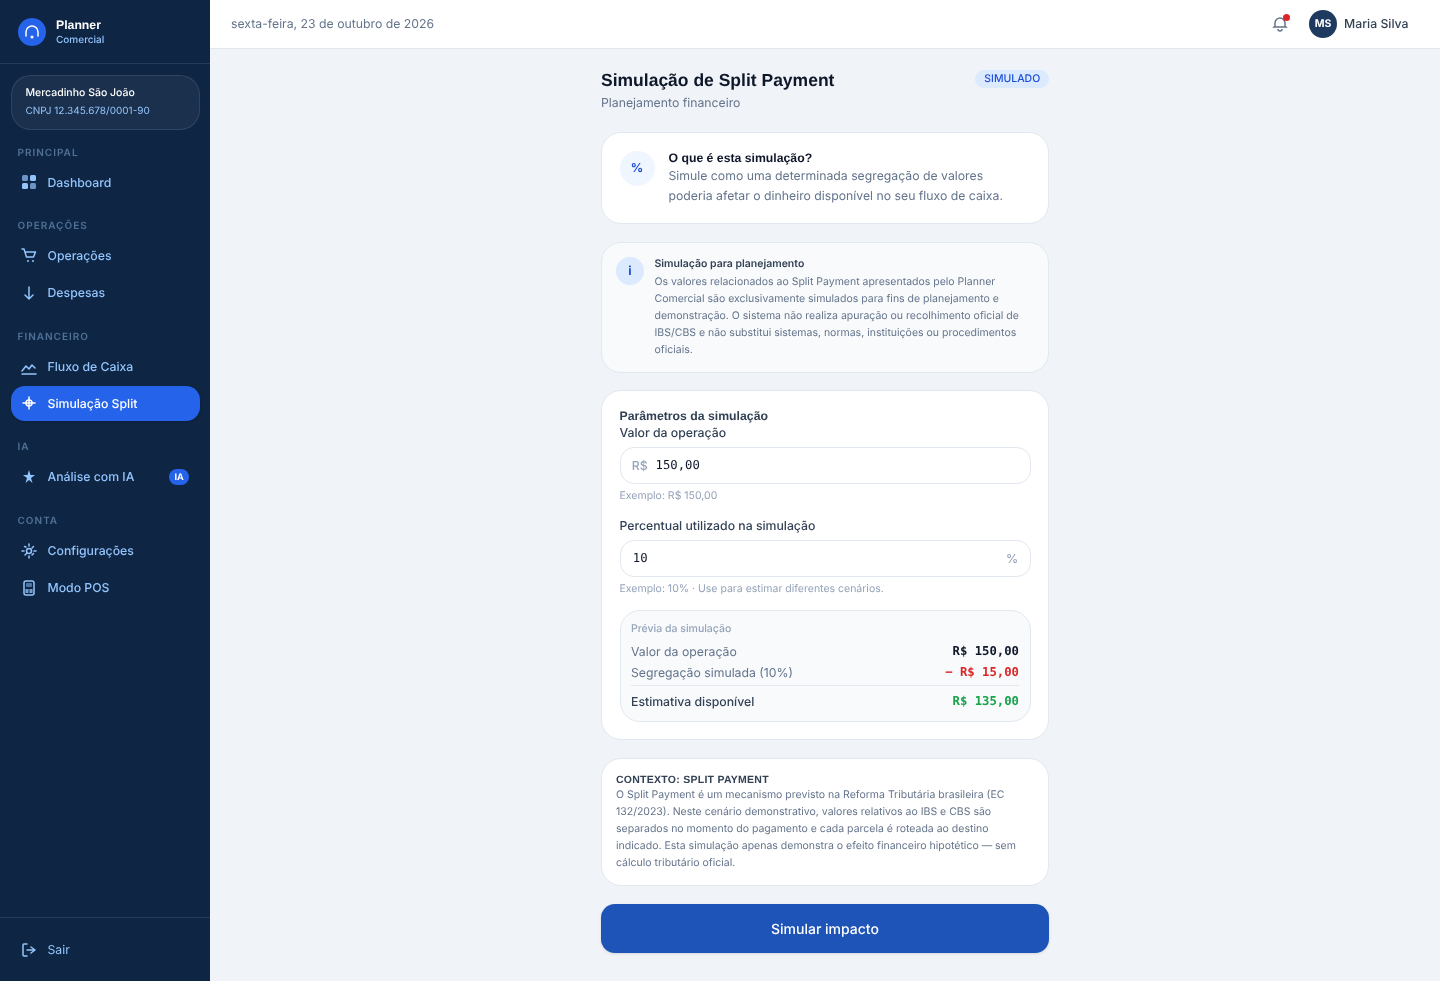 Planner
Comercial
Mercadinho São João
CNPJ 12.345.678/0001-90
PRINCIPAL
Dashboard
OPERAÇÕES
Operações
Despesas
FINANCEIRO
Fluxo de Caixa
Simulação Split
IA
Análise com IA
IA
CONTA
Configurações
Modo POS
Sair
sexta-feira, 23 de outubro de 2026
MS
Maria Silva
Simulação de Split Payment
SIMULADO
Planejamento financeiro
%
O que é esta simulação?
Simule como uma determinada segregação de valores
poderia afetar o dinheiro disponível no seu fluxo de caixa.
i
Simulação para planejamento
Os valores relacionados ao Split Payment apresentados pelo Planner
Comercial são exclusivamente simulados para fins de planejamento e
demonstração. O sistema não realiza apuração ou recolhimento oficial de
IBS/CBS e não substitui sistemas, normas, instituições ou procedimentos
oficiais.
Parâmetros da simulação
Valor da operação
R$ 150,00
Exemplo: R$ 150,00
Percentual utilizado na simulação
10 %
Exemplo: 10% · Use para estimar diferentes cenários.
Prévia da simulação
Valor da operação R$ 150,00
Segregação simulada (10%) − R$ 15,00
Estimativa disponível R$ 135,00
CONTEXTO: SPLIT PAYMENT
O Split Payment é um mecanismo previsto na Reforma Tributária brasileira (EC
132/2023). Neste cenário demonstrativo, valores relativos ao IBS e CBS são
separados no momento do pagamento e cada parcela é roteada ao destino
indicado. Esta simulação apenas demonstra o efeito financeiro hipotético — sem
cálculo tributário oficial.
Simular impacto